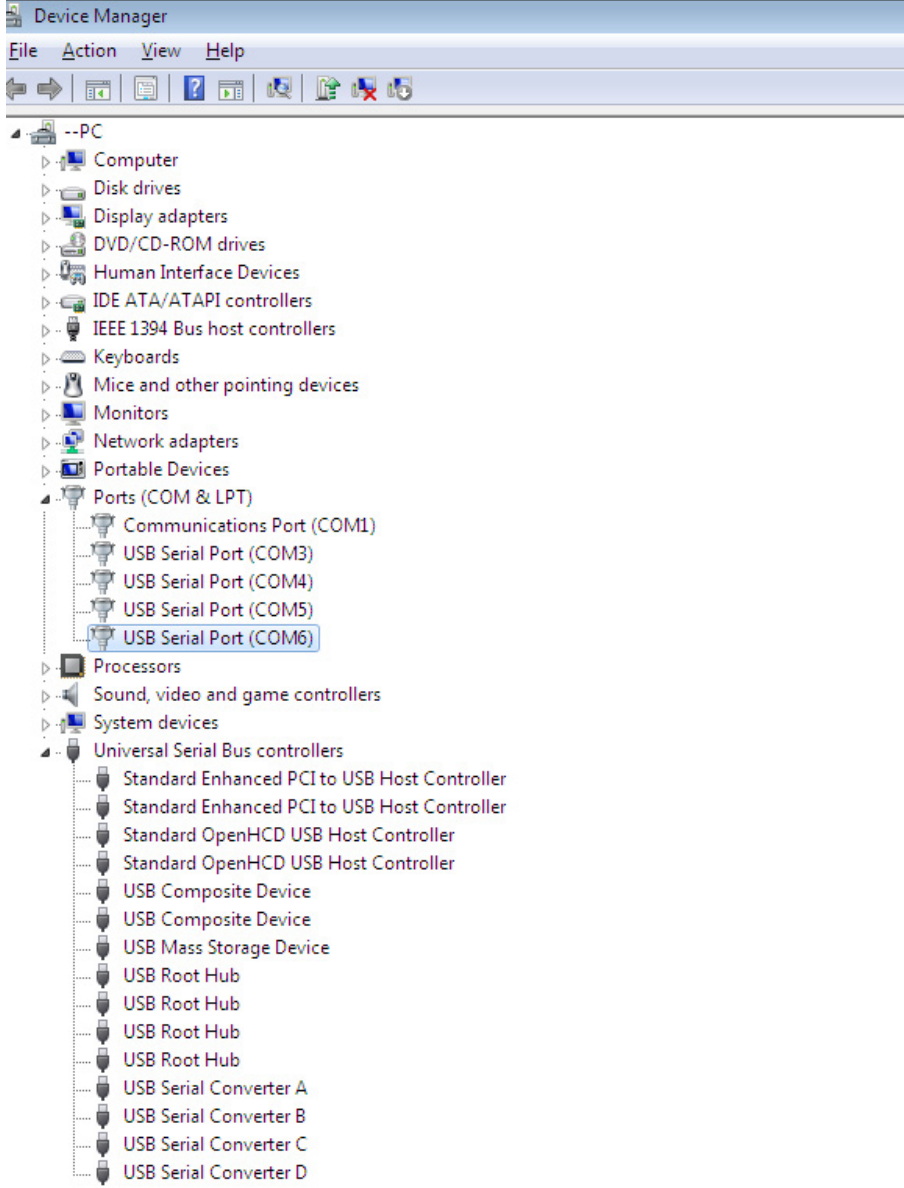 Device Manager
File Action View Help
--PC
Computer
Disk drives
Display adapters
DVD/CD-ROM drives
Human Interface Devices
IDE ATA/ATAPI controllers
IEEE 1394 Bus host controllers
Keyboards
Mice and other pointing devices
Monitors
Network adapters
Portable Devices
Ports (COM & LPT)
Communications Port (COM1)
USB Serial Port (COM3)
USB Serial Port (COM4)
USB Serial Port (COM5)
USB Serial Port (COM6)
Processors
Sound, video and game controllers
System devices
Universal Serial Bus controllers
Standard Enhanced PCI to USB Host Controller
Standard Enhanced PCI to USB Host Controller
Standard OpenHCD USB Host Controller
Standard OpenHCD USB Host Controller
USB Composite Device
USB Composite Device
USB Mass Storage Device
USB Root Hub
USB Root Hub
USB Root Hub
USB Root Hub
USB Serial Converter A
USB Serial Converter B
USB Serial Converter C
USB Serial Converter D